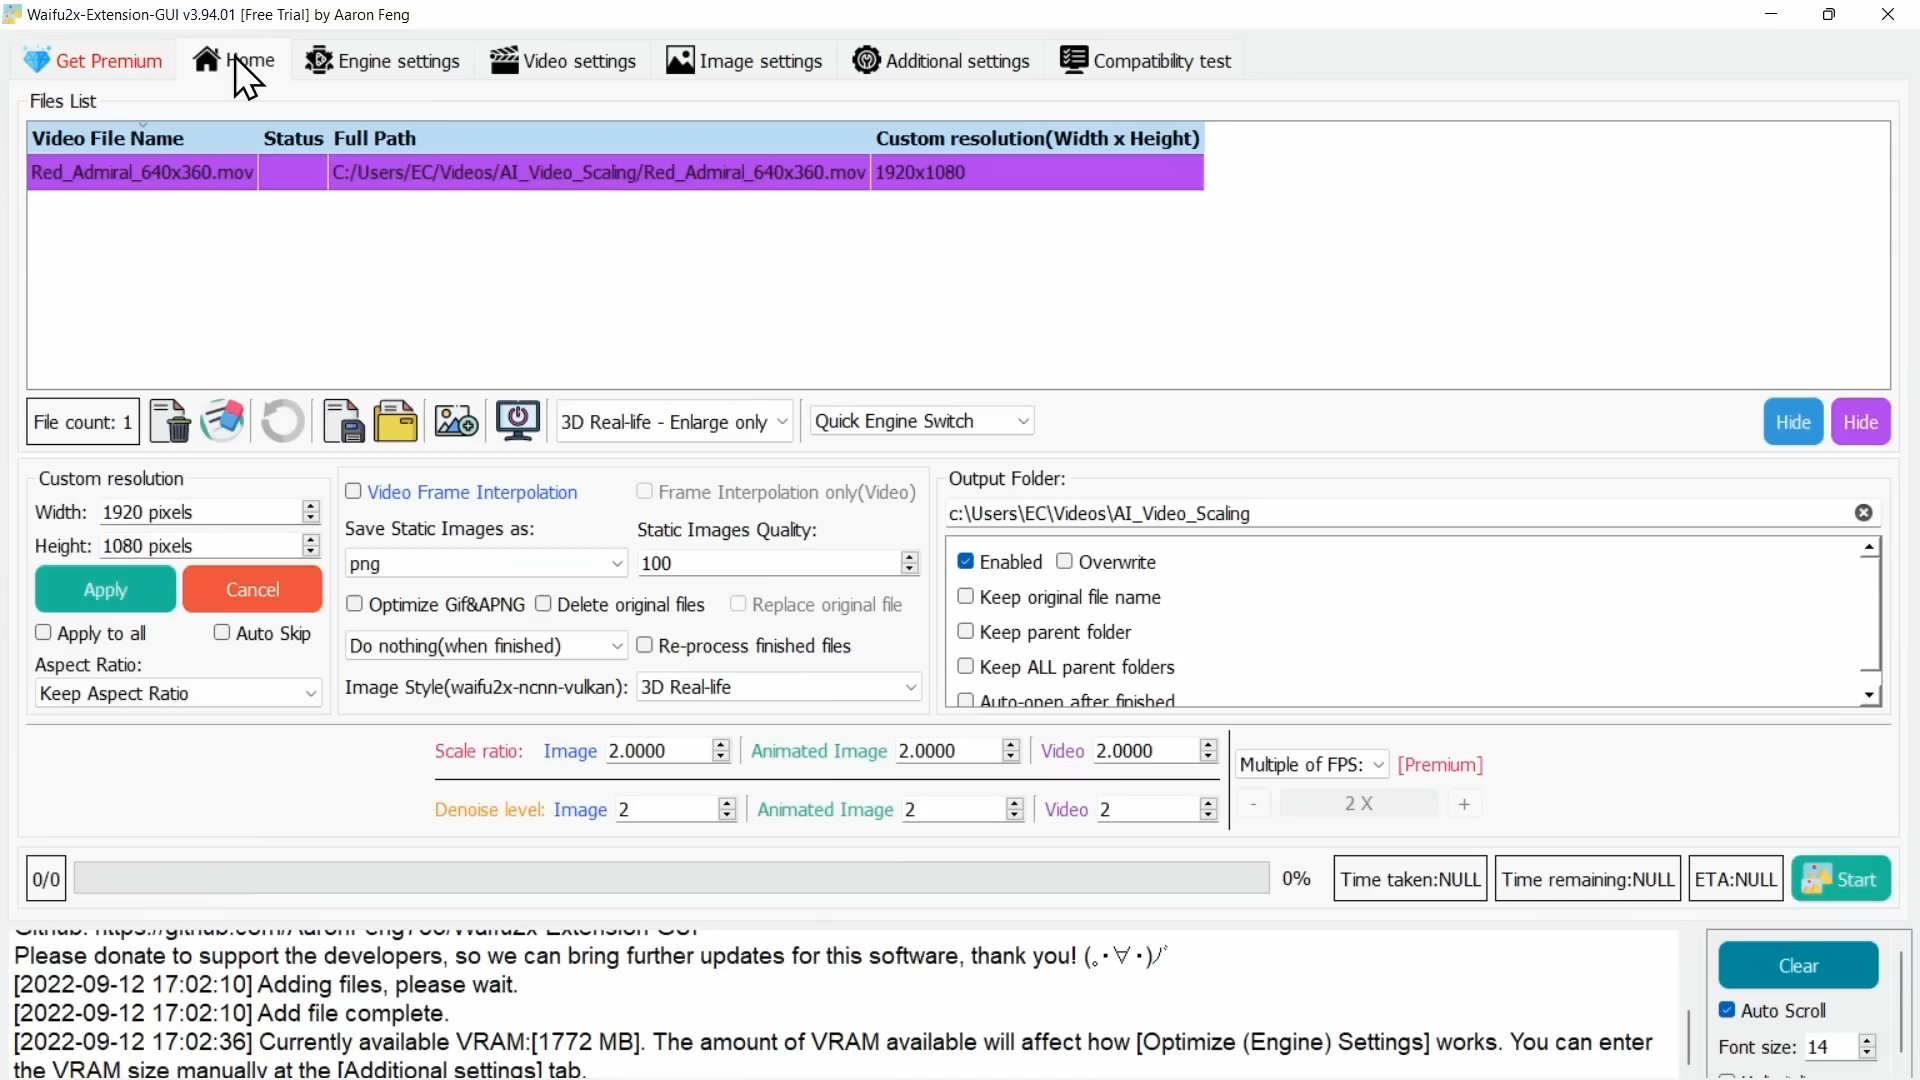 Waifu2x-Extension-GUI v3.94.01 [Free Trial] by Aaron Feng
Get Premium Home Engine settings Video settings Image settings Additional settings Compatibility test
Files List
Video File Name Status Full Path Custom resolution(Width x Height)
Red_Admiral_640x360.mov C:/Users/EC/Videos/AI_Video_Scaling/Red_Admiral_640x360.mov 1920x1080
File count: 1 3D Real-life - Enlarge only Quick Engine Switch Hide Hide
Custom resolution
Width: 1920 pixels
Height: 1080 pixels
Apply Cancel
Apply to all Auto Skip
Aspect Ratio:
Keep Aspect Ratio
Video Frame Interpolation Frame Interpolation only(Video)
Save Static Images as: Static Images Quality:
png 100
Optimize Gif&APNG Delete original files Replace original file
Do nothing(when finished) Re-process finished files
Image Style(waifu2x-ncnn-vulkan): 3D Real-life
Output Folder:
c:\Users\EC\Videos\AI_Video_Scaling
Enabled Overwrite
Keep original file name
Keep parent folder
Keep ALL parent folders
Auto-open after finished
Scale ratio: Image 2.0000 Animated Image 2.0000 Video 2.0000
Denoise level: Image 2 Animated Image 2 Video 2
Multiple of FPS: [Premium]
- 2 X +
0/0 0% Time taken:NULL Time remaining:NULL ETA:NULL Start
Please donate to support the developers, so we can bring further updates for this software, thank you! (｡･∀･)ﾉﾞ
[2022-09-12 17:02:10] Adding files, please wait.
[2022-09-12 17:02:10] Add file complete.
[2022-09-12 17:02:36] Currently available VRAM:[1772 MB]. The amount of VRAM available will affect how [Optimize (Engine) Settings] works. You can enter
the VRAM size manually at the [Additional settings] tab.
Clear
Auto Scroll
Font size: 14